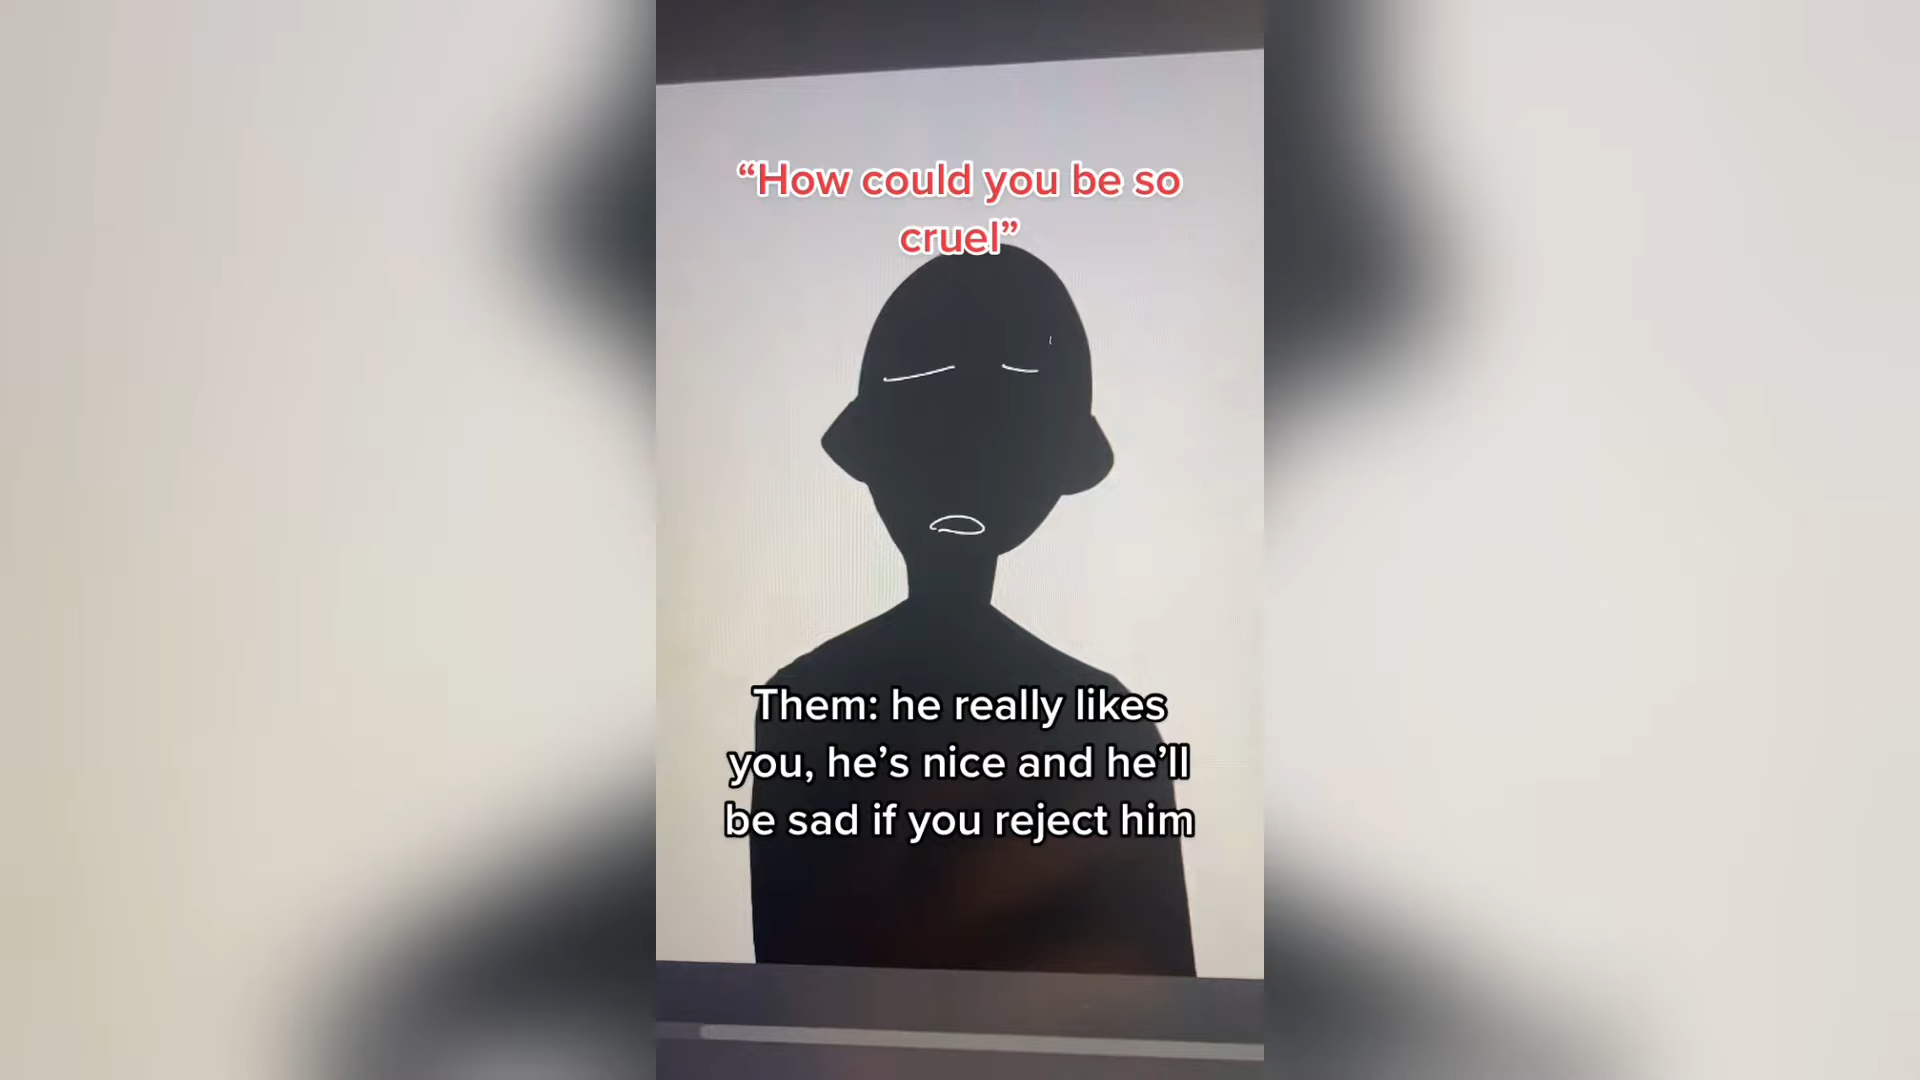 “How could you be so
cruel”
Them: he really likes
you, he’s nice and he’ll
be sad if you reject him